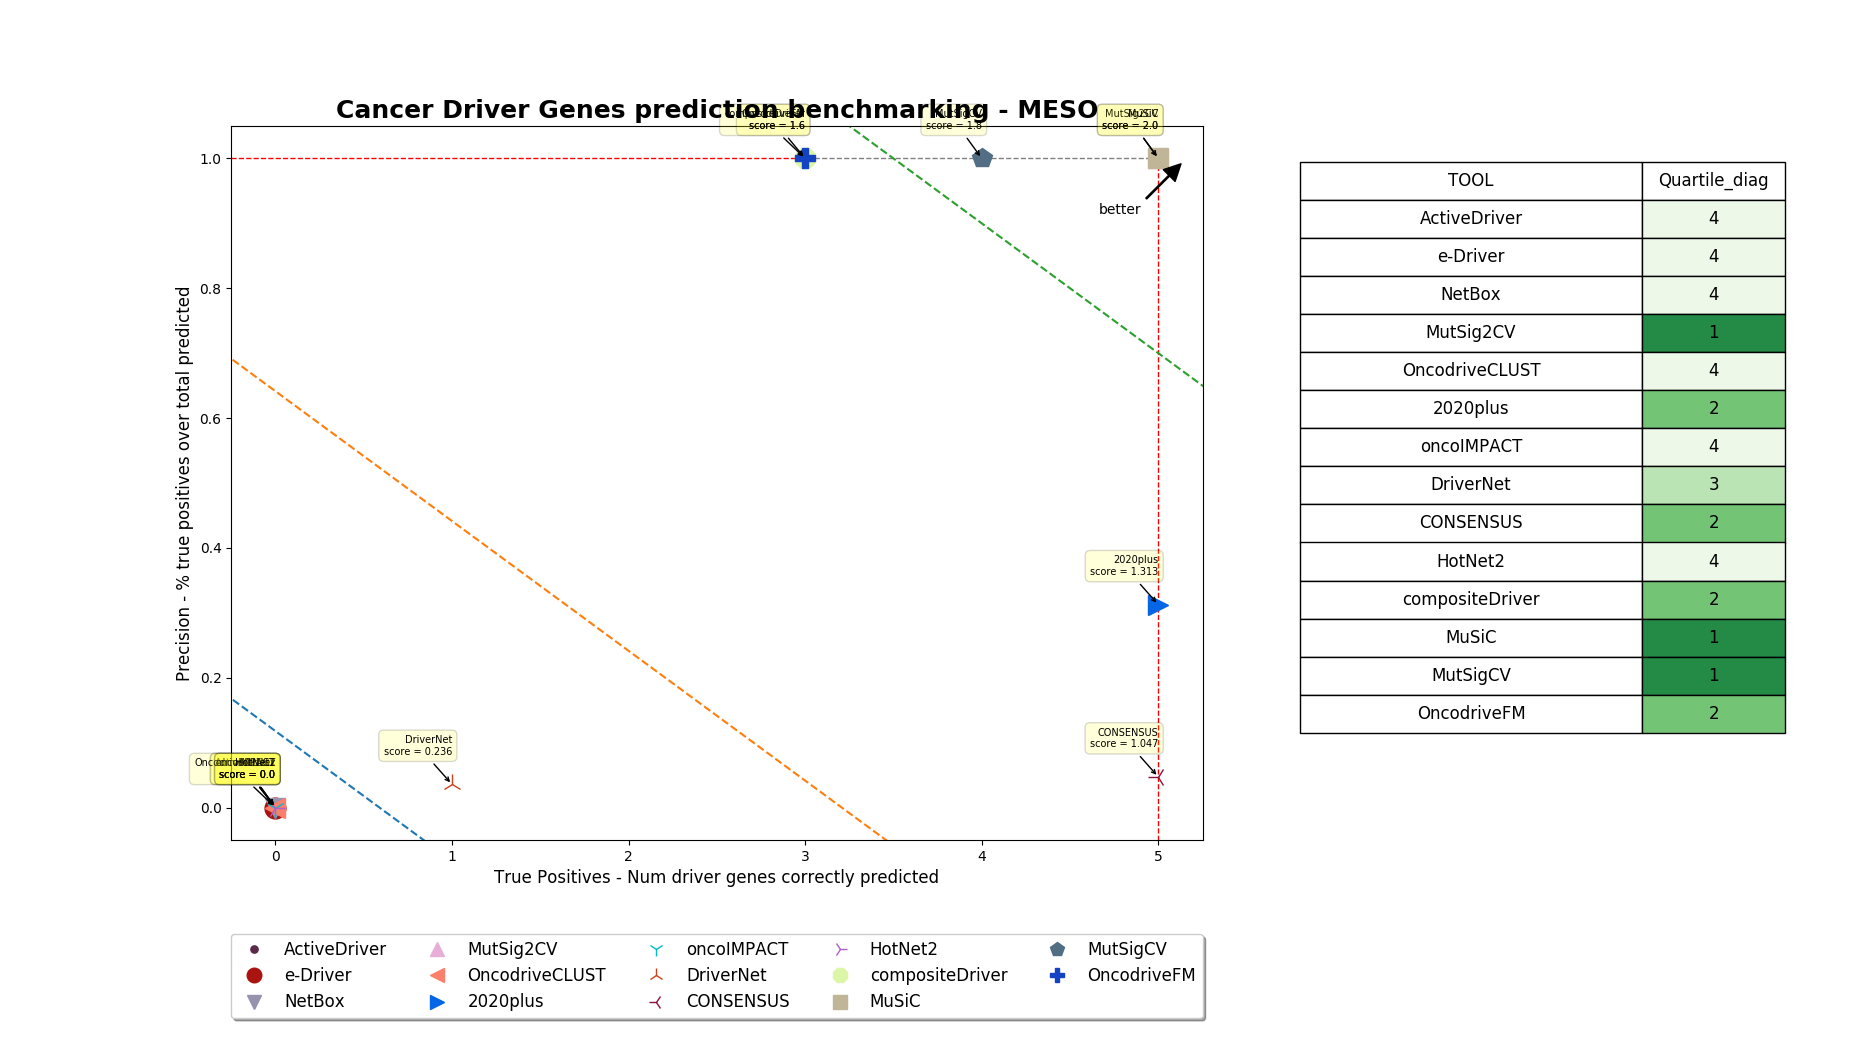 Cancer Driver Genes prediction benchmarking - MESO
score = 1.6
MutSigCV
score = 1.8
MuSiC
score = 2.0
better
2020plus
score = 1.313
CONSENSUS
score = 1.047
DriverNet
score = 0.236
score = 0.0
1.0
0.8
0.6
0.4
0.2
0.0
Precision - % true positives over total predicted
0 1 2 3 4 5
True Positives - Num driver genes correctly predicted
ActiveDriver MutSig2CV oncoIMPACT HotNet2 MutSigCV
e-Driver OncodriveCLUST DriverNet compositeDriver OncodriveFM
NetBox 2020plus CONSENSUS MuSiC
TOOL Quartile_diag
ActiveDriver 4
e-Driver 4
NetBox 4
MutSig2CV 1
OncodriveCLUST 4
2020plus 2
oncoIMPACT 4
DriverNet 3
CONSENSUS 2
HotNet2 4
compositeDriver 2
MuSiC 1
MutSigCV 1
OncodriveFM 2